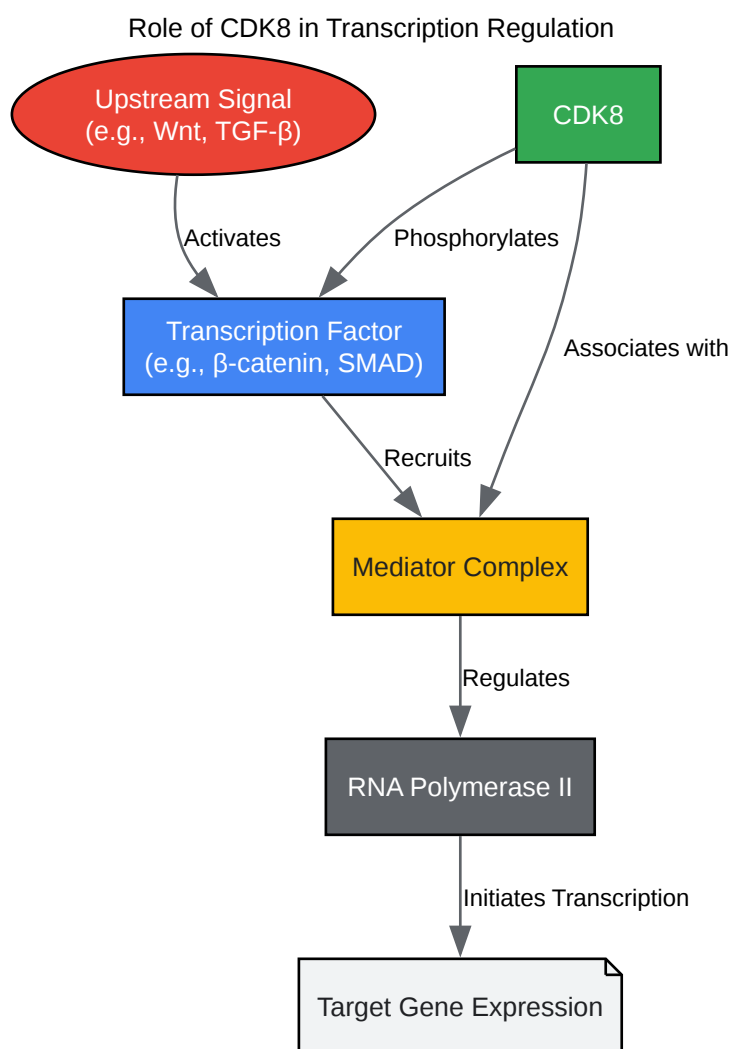 Role of CDK8 in Transcription Regulation
Upstream Signal
(e.g., Wnt, TGF-β)
CDK8
Activates
Phosphorylates
Transcription Factor
(e.g., β-catenin, SMAD)
Associates with
Recruits
Mediator Complex
Regulates
RNA Polymerase II
Initiates Transcription
Target Gene Expression